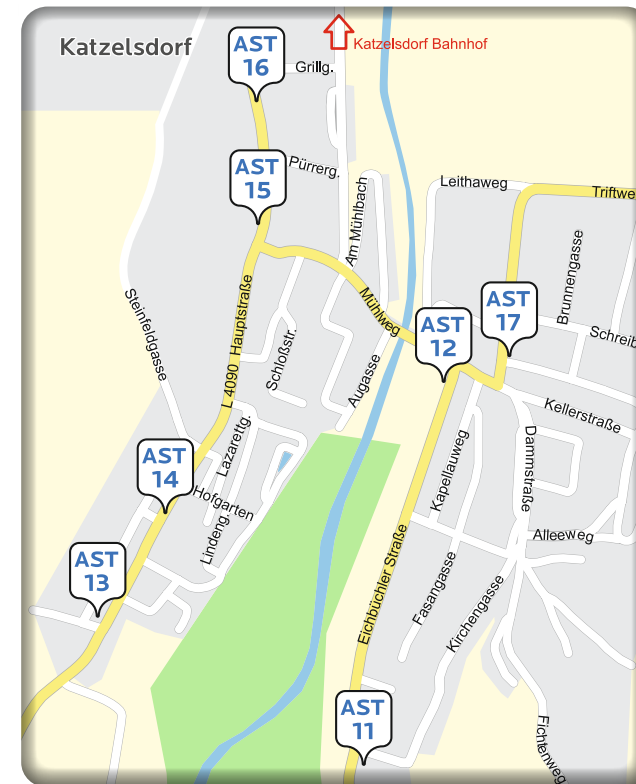 Katzelsdorf
AST
16
Katzelsdorf Bahnhof
Grillg.
AST
15
Pürrerg.
Am Mühlbach
Leithaweg
Triftwe
Brunnengasse
Steinfeldgasse
L 4090 Hauptstraße
Schloßstr.
Mühlweg
AST
12
AST
17
Schreib
Augasse
Kellerstraße
Lazarettg.
Kapellauweg
Dammstraße
AST
14
Hofgarten
Lindeng.
Alleeweg
AST
13
Eichbüchler Straße
Fasangasse
Kirchengasse
AST
11
Fichtenweg